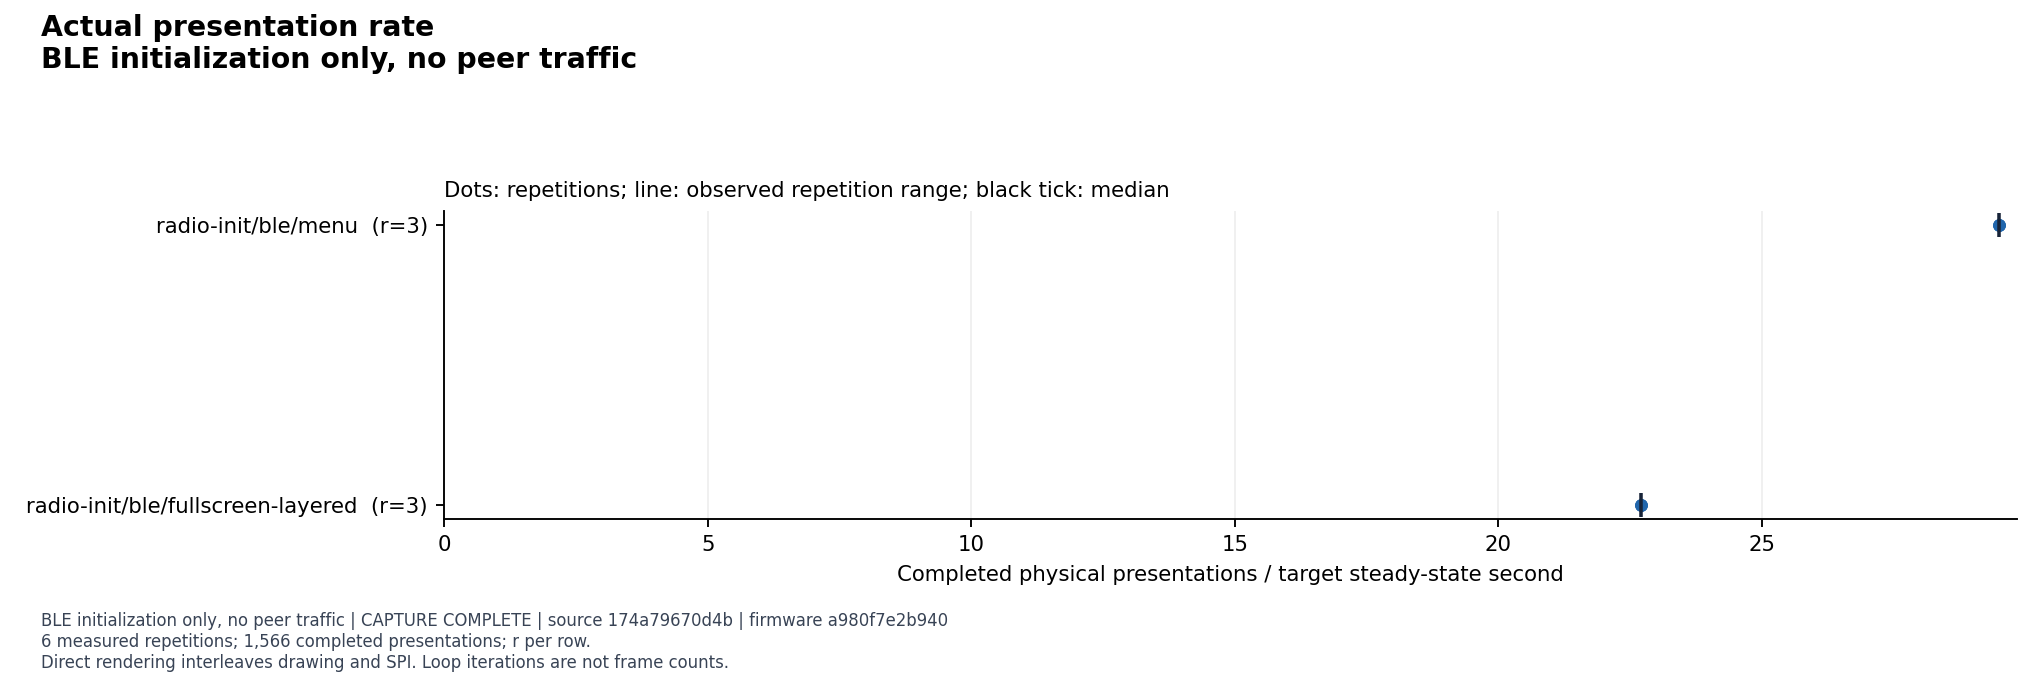 Actual presentation rate
BLE initialization only, no peer traffic
Dots: repetitions; line: observed repetition range; black tick: median
radio-init/ble/menu (r=3)
radio-init/ble/fullscreen-layered (r=3)
0 5 10 15 20 25
Completed physical presentations / target steady-state second
BLE initialization only, no peer traffic | CAPTURE COMPLETE | source 174a79670d4b | firmware a980f7e2b940
6 measured repetitions; 1,566 completed presentations; r per row.
Direct rendering interleaves drawing and SPI. Loop iterations are not frame counts.